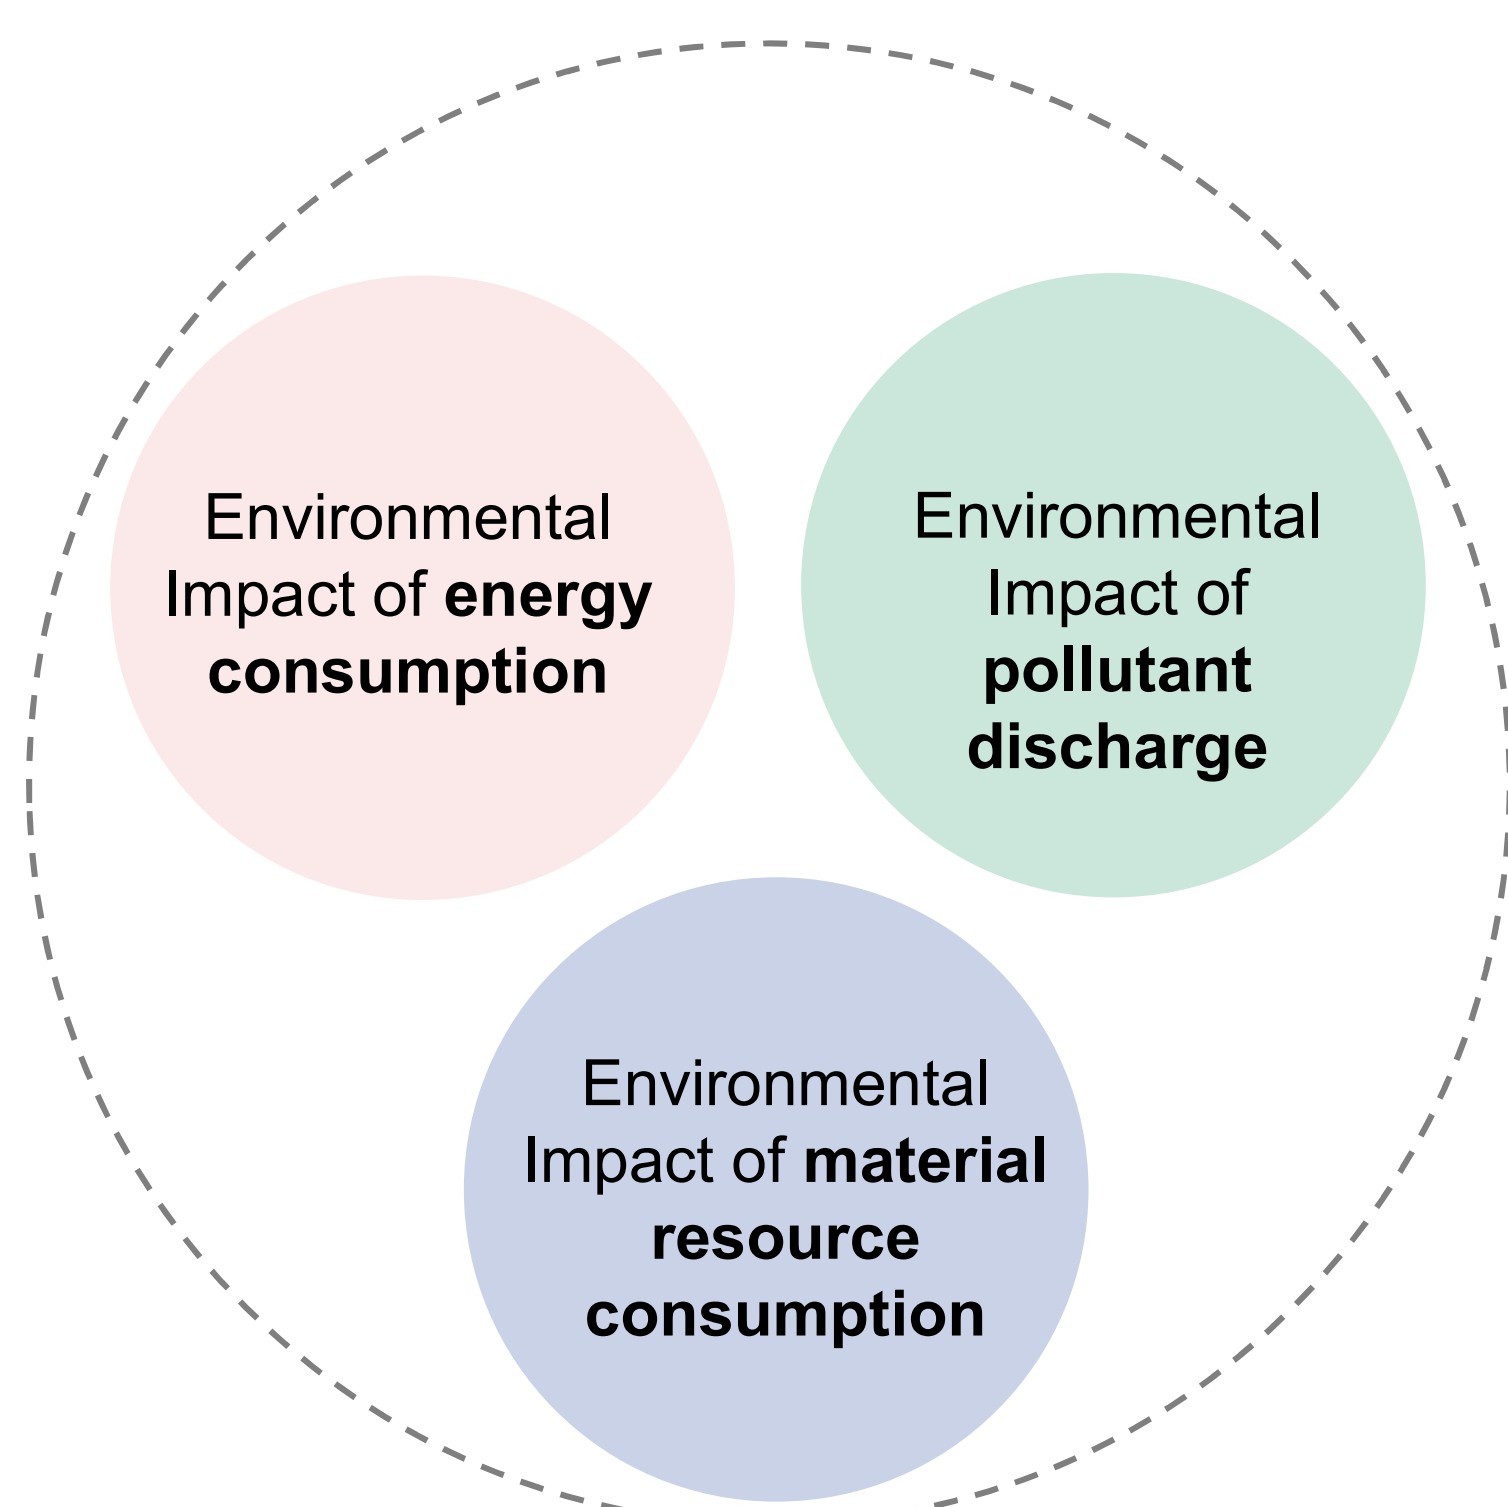 Environmental
Impact of energy
consumption
Environmental
Impact of
pollutant
discharge
Environmental
Impact of material
resource
consumption